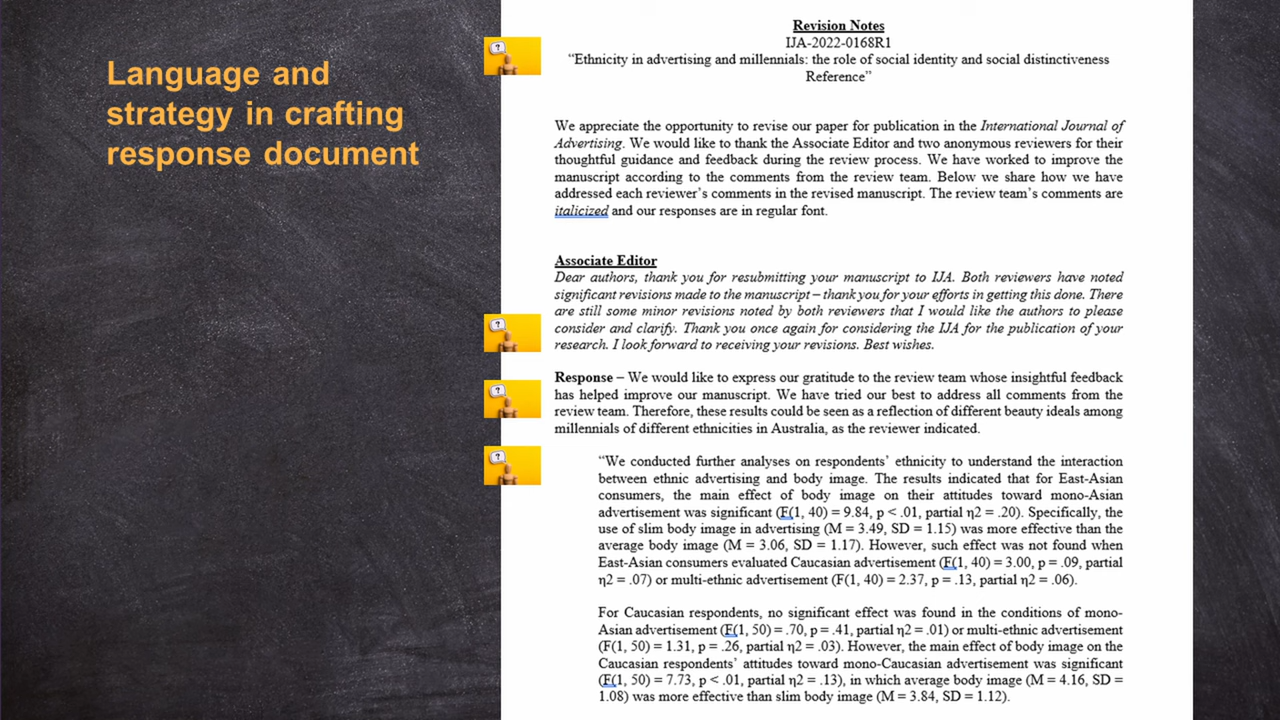 Language and
strategy in crafting
response document
Revision Notes
IJA-2022-0168R1
“Ethnicity in advertising and millennials: the role of social identity and social distinctiveness
Reference”
We appreciate the opportunity to revise our paper for publication in the International Journal of
Advertising. We would like to thank the Associate Editor and two anonymous reviewers for their
thoughtful guidance and feedback during the review process. We have worked to improve the
manuscript according to the comments from the review team. Below we share how we have
addressed each reviewer’s comments in the revised manuscript. The review team’s comments are
italicized and our responses are in regular font.
Associate Editor
Dear authors, thank you for resubmitting your manuscript to IJA. Both reviewers have noted
significant revisions made to the manuscript – thank you for your efforts in getting this done. There
are still some minor revisions noted by both reviewers that I would like the authors to please
consider and clarify. Thank you once again for considering the IJA for the publication of your
research. I look forward to receiving your revisions. Best wishes.
Response – We would like to express our gratitude to the review team whose insightful feedback
has helped improve our manuscript. We have tried our best to address all comments from the
review team. Therefore, these results could be seen as a reflection of different beauty ideals among
millennials of different ethnicities in Australia, as the reviewer indicated.
“We conducted further analyses on respondents’ ethnicity to understand the interaction
between ethnic advertising and body image. The results indicated that for East-Asian
consumers, the main effect of body image on their attitudes toward mono-Asian
advertisement was significant (F(1, 40) = 9.84, p < .01, partial η2 = .20). Specifically, the
use of slim body image in advertising (M = 3.49, SD = 1.15) was more effective than the
average body image (M = 3.06, SD = 1.17). However, such effect was not found when
East-Asian consumers evaluated Caucasian advertisement (F(1, 40) = 3.00, p = .09, partial
η2 = .07) or multi-ethnic advertisement (F(1, 40) = 2.37, p = .13, partial η2 = .06).
For Caucasian respondents, no significant effect was found in the conditions of mono-
Asian advertisement (F(1, 50) = .70, p = .41, partial η2 = .01) or multi-ethnic advertisement
(F(1, 50) = 1.31, p = .26, partial η2 = .03). However, the main effect of body image on the
Caucasian respondents’ attitudes toward mono-Caucasian advertisement was significant
(F(1, 50) = 7.73, p < .01, partial η2 = .13), in which average body image (M = 4.16, SD =
1.08) was more effective than slim body image (M = 3.84, SD = 1.12).
?
?
?
?